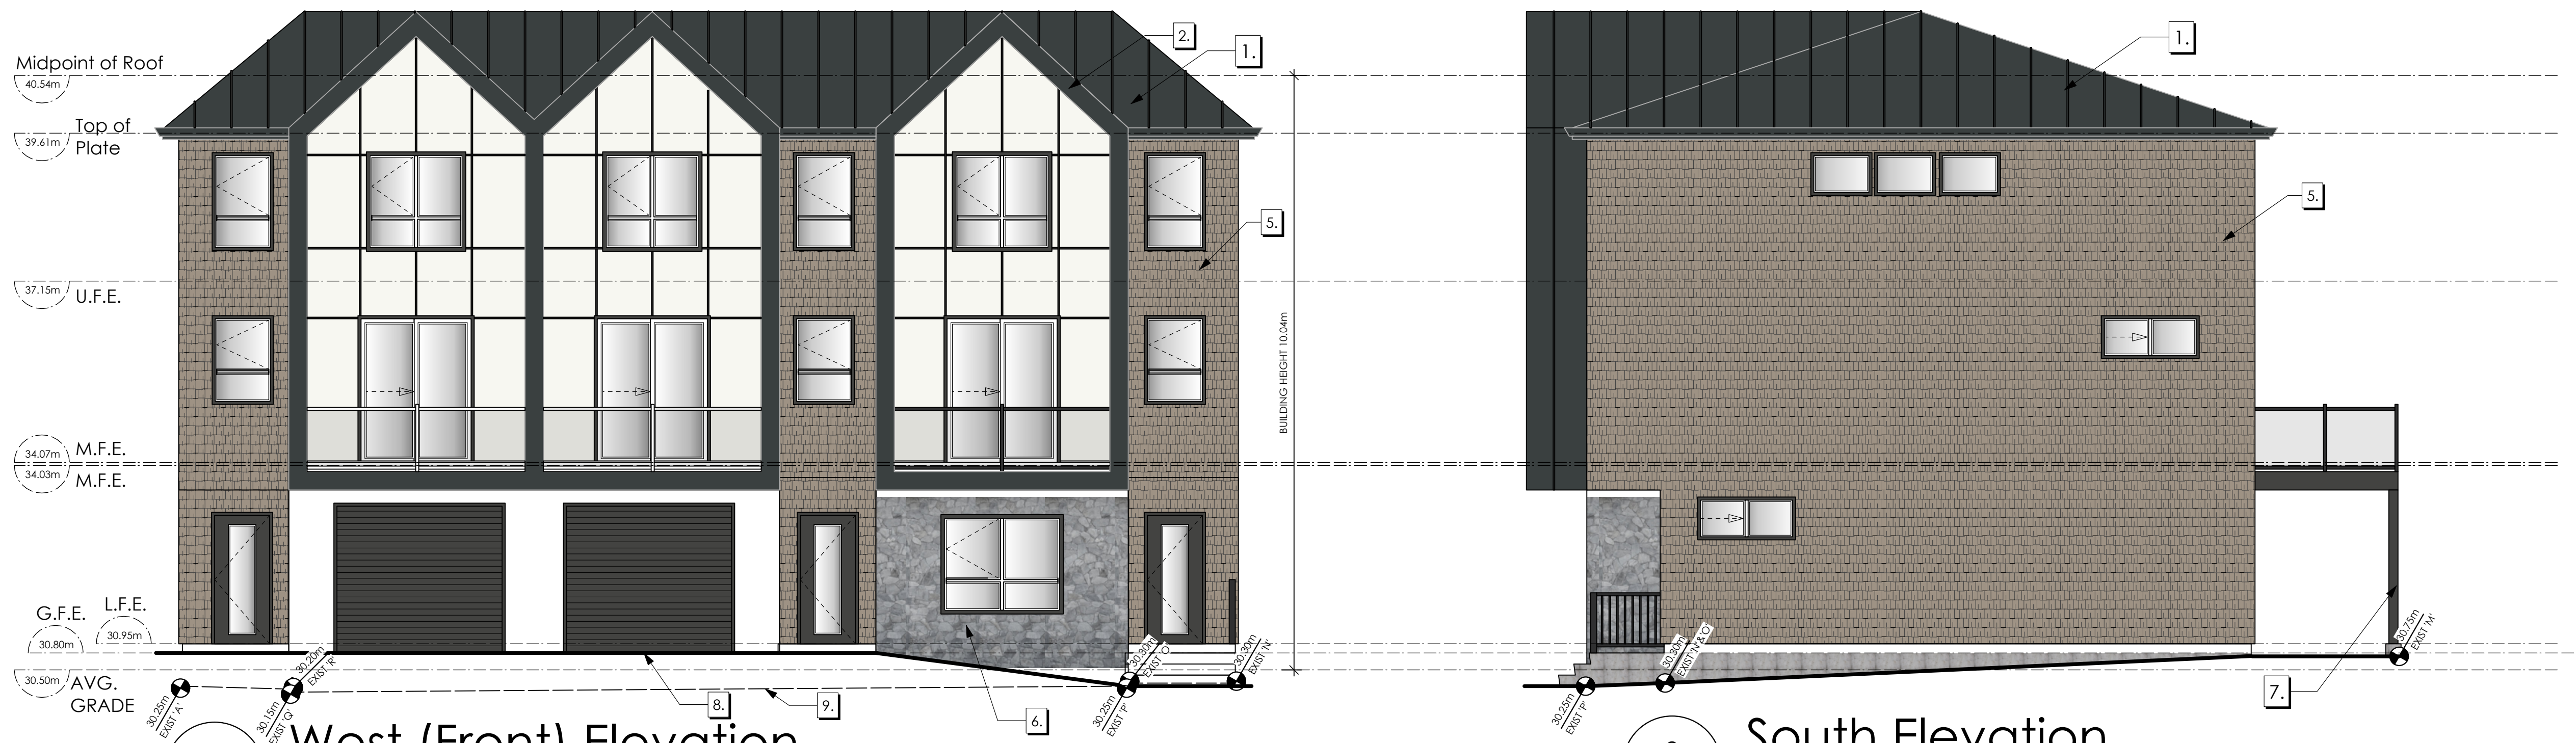 Midpoint of Roof
40.54m
Top of
Plate
39.61m
37.15m
U.F.E.
34.07m
M.F.E.
34.03m
M.F.E.
G.F.E.
30.80m
L.F.E.
30.95m
30.50m
AVG.
GRADE
30.25m
EXIST 'A'
30.20m
EXIST 'R'
30.15m
EXIST 'Q'
2.
1.
5.
BUILDING HEIGHT 10.04m
30.30m
EXIST 'O'
30.30m
EXIST 'N'
30.25m
EXIST 'P'
8.
9.
6.
West (Front) Elevation
1.
5.
30.30m
EXIST 'N'&'O'
30.25m
EXIST 'P'
30.75m
EXIST 'M'
7.
South Elevation